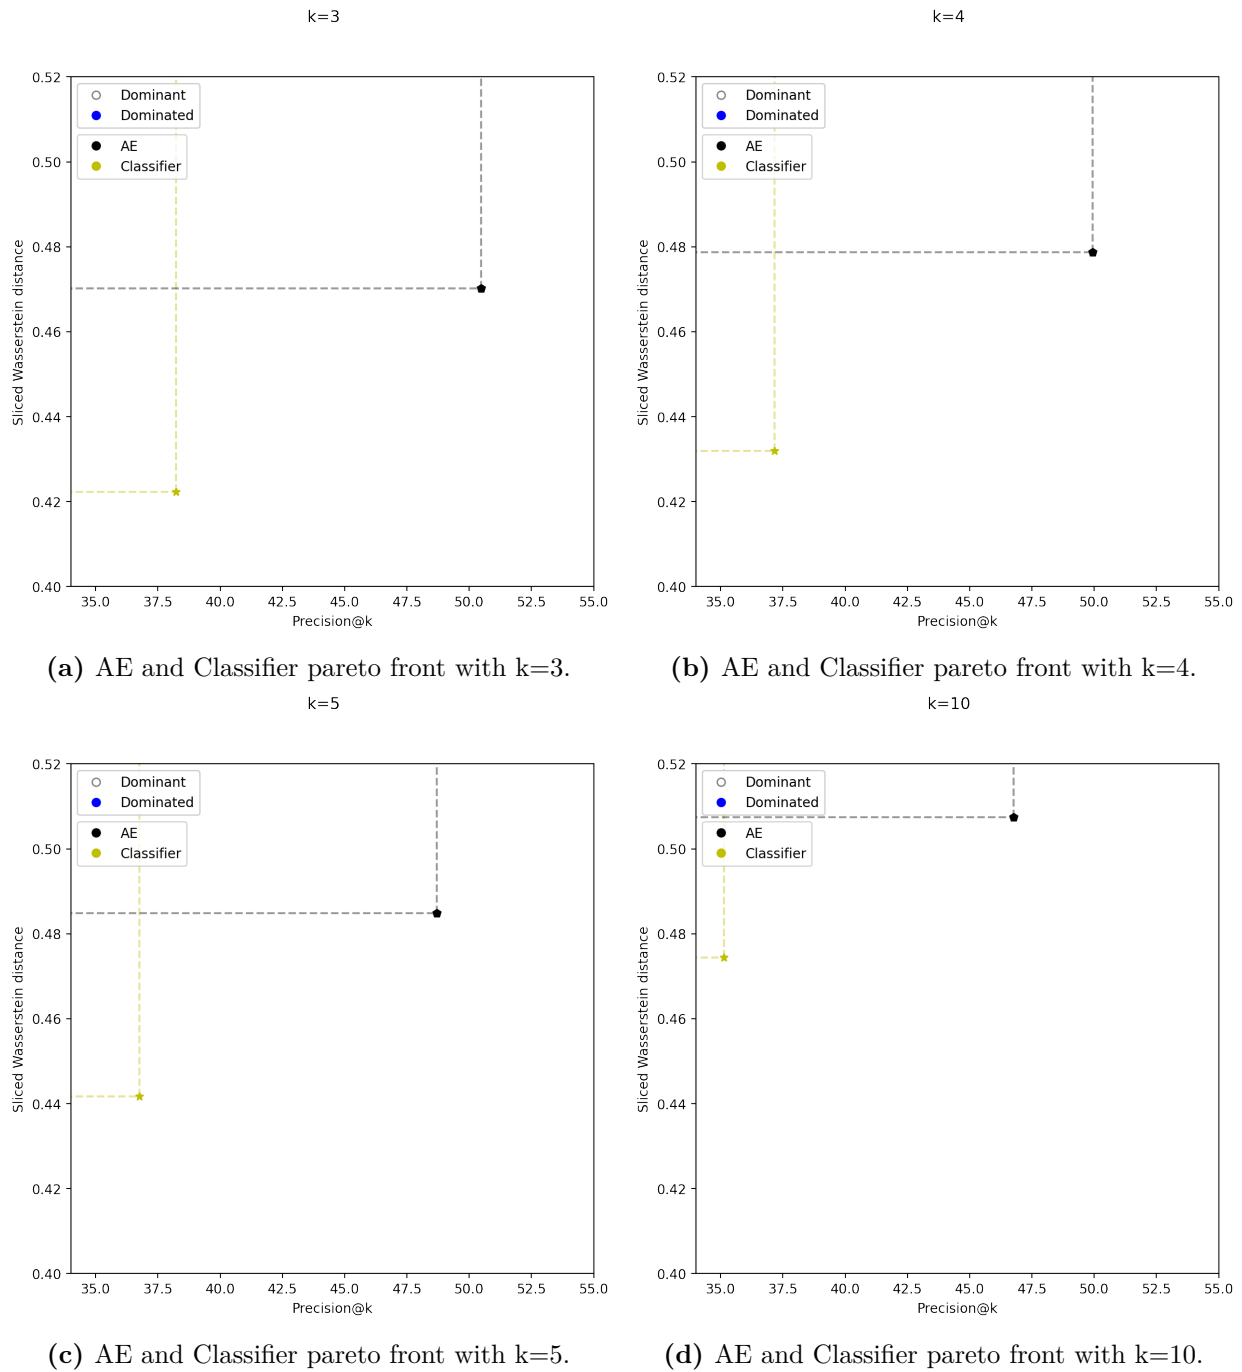 k=3
0.52
0.50
0.48
0.46
0.44
0.42
0.40
Sliced Wasserstein distance
Dominant
Dominated
AE
Classifier
35.0 37.5 40.0 42.5 45.0 47.5 50.0 52.5 55.0
Precision@k
(a) AE and Classifier pareto front with k=3.
k=4
0.52
0.50
0.48
0.46
0.44
0.42
0.40
Sliced Wasserstein distance
Dominant
Dominated
AE
Classifier
35.0 37.5 40.0 42.5 45.0 47.5 50.0 52.5 55.0
Precision@k
(b) AE and Classifier pareto front with k=4.
k=5
0.52
0.50
0.48
0.46
0.44
0.42
0.40
Sliced Wasserstein distance
Dominant
Dominated
AE
Classifier
35.0 37.5 40.0 42.5 45.0 47.5 50.0 52.5 55.0
Precision@k
(c) AE and Classifier pareto front with k=5.
k=10
0.52
0.50
0.48
0.46
0.44
0.42
0.40
Sliced Wasserstein distance
Dominant
Dominated
AE
Classifier
35.0 37.5 40.0 42.5 45.0 47.5 50.0 52.5 55.0
Precision@k
(d) AE and Classifier pareto front with k=10.